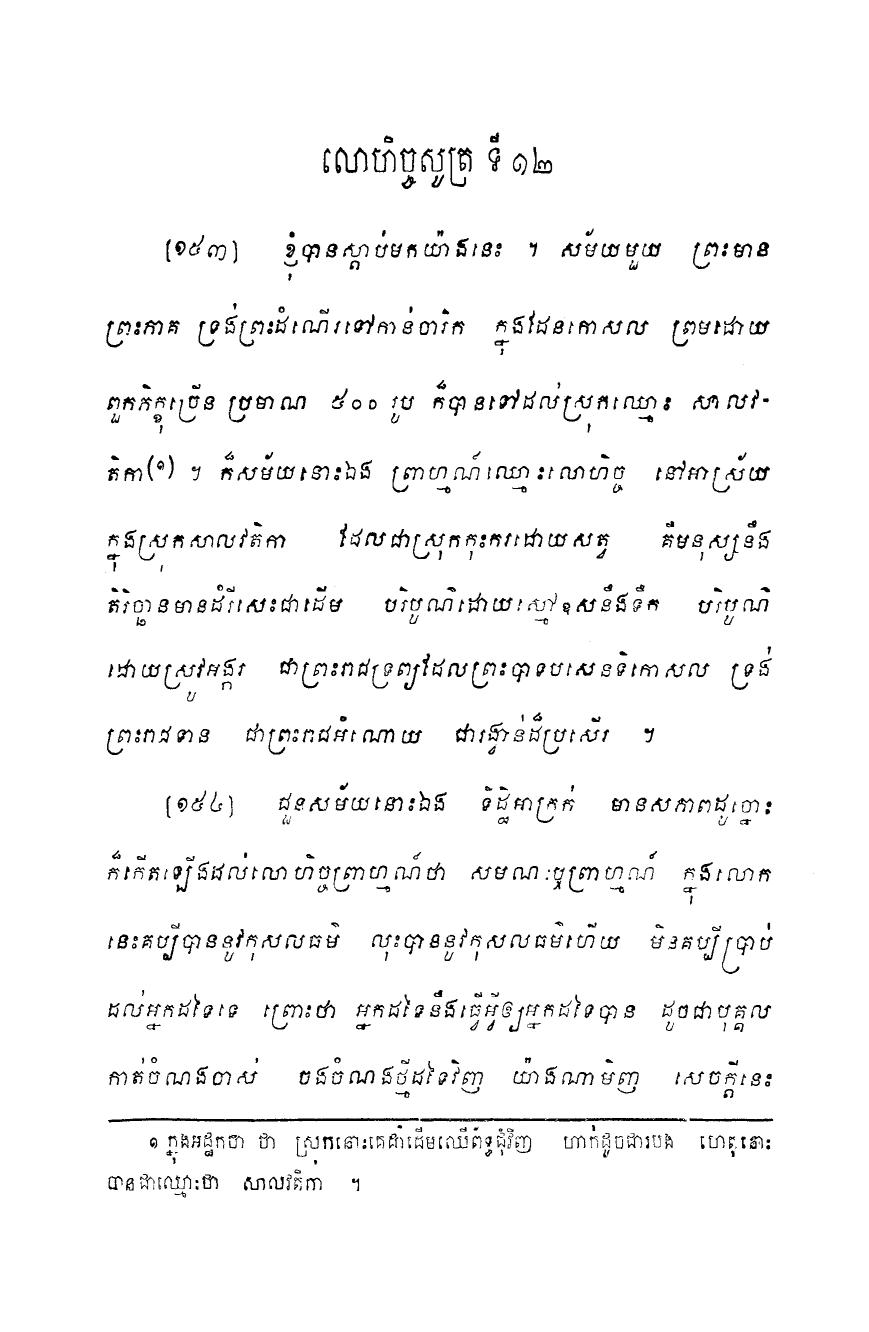 លោហិច្ចសូត្រ ទី ១២
[១៥៣] ខ្ញុំបានស្តាប់មកយ៉ាងនេះ ។ សម័យមួយ ព្រះមាន
ព្រះភាគ ទ្រង់ព្រះដំណើរទៅកាន់ចារិក ក្នុងដែនកោសល ព្រមដោយ
ពួកភិក្ខុច្រើន ប្រមាណ ៥០០ រូប ក៏បានទៅដល់ស្រុកឈ្មោះ សាលវ-
តិកា(១) ។ ក៏សម័យនោះឯង ព្រាហ្មណ៍ឈ្មោះលោហិច្ច នៅអាស្រ័យ
ក្នុងស្រុកសាលវតិកា ដែលជាស្រុកកុះករដោយសត្វ គឺមនុស្សនឹង
តិរិច្ឆានមានដំរីសេះជាដើម បរិបូណ៌ដោយស្មៅឧសនឹងទឹក បរិបូណ៌
ដោយស្រូវអង្ករ ជាព្រះរាជទ្រព្យដែលព្រះបាទបសេនទិកោសល ទ្រង់
ព្រះរាជទាន ជាព្រះរាជអំណោយ ជារង្វាន់ដ៏ប្រសើរ ។
[១៥៤] ជួនសម័យនោះឯង ទិដ្ឋិអាក្រក់ មានសភាពដូច្នោះ
ក៏កើតឡើងដល់លោហិច្ចព្រាហ្មណ៍ថា សមណៈឬព្រាហ្មណ៍ ក្នុងលោក
នេះគប្បីបាននូវកុសលធម៌ លុះបាននូវកុសលធម៌ហើយ មិនគប្បីប្រាប់
ដល់អ្នកដទៃទេ ព្រោះថា អ្នកដទៃនឹងធ្វើអ្វីឲ្យអ្នកដទៃបាន ដូចជាបុគ្គល
កាត់ចំណងចាស់ ចងចំណងថ្មីដទៃវិញ យ៉ាងណាមិញ សេចក្តីនេះ
១ ក្នុងអដ្ឋកថា ថា ស្រុកនោះគេដាំដើមឈើព័ទ្ធជុំវិញ ហាក់ដូចជារបង ហេតុនោះ
បានជាឈ្មោះថា សាលវតិកា ។